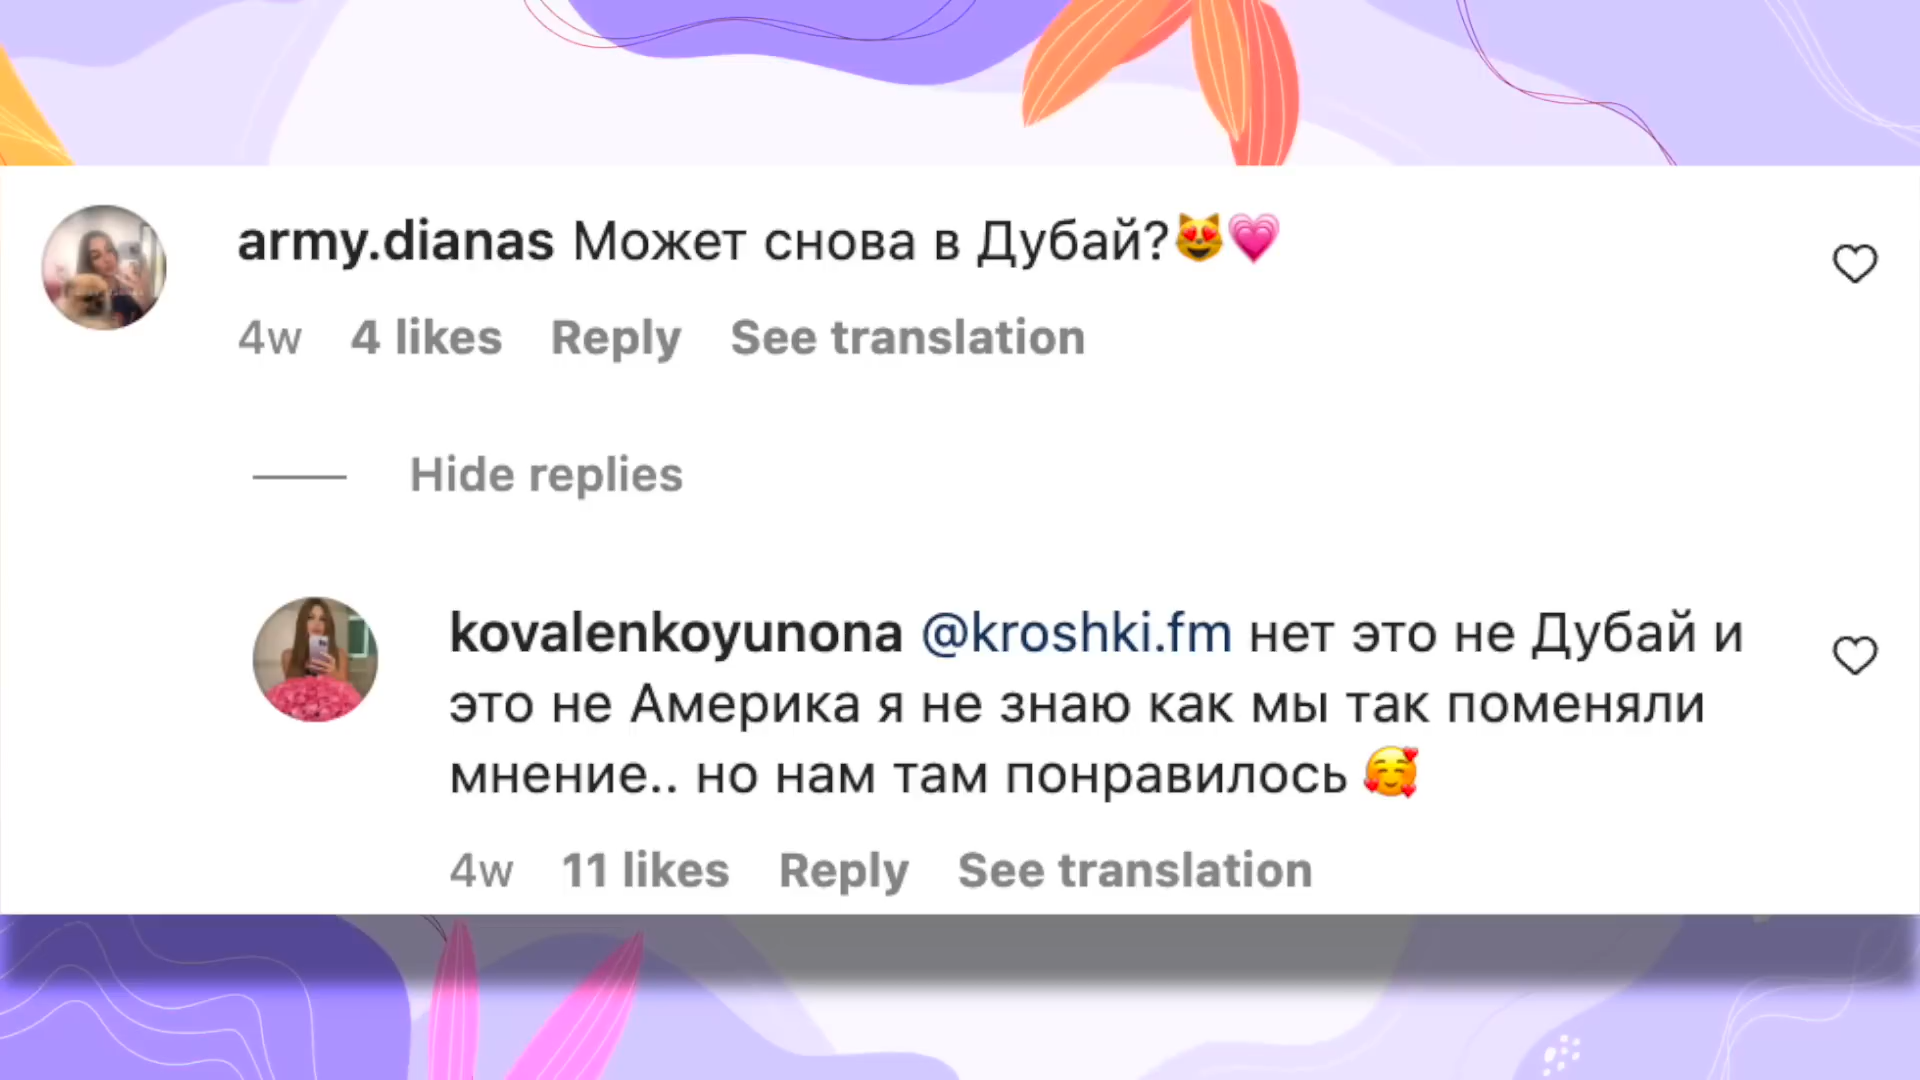 army.dianas Может снова в Дубай?😻💗
4w 4 likes Reply See translation
Hide replies
kovalenkoyunona @kroshki.fm нет это не Дубай и
это не Америка я не знаю как мы так поменяли
мнение.. но нам там понравилось 🥰
4w 11 likes Reply See translation